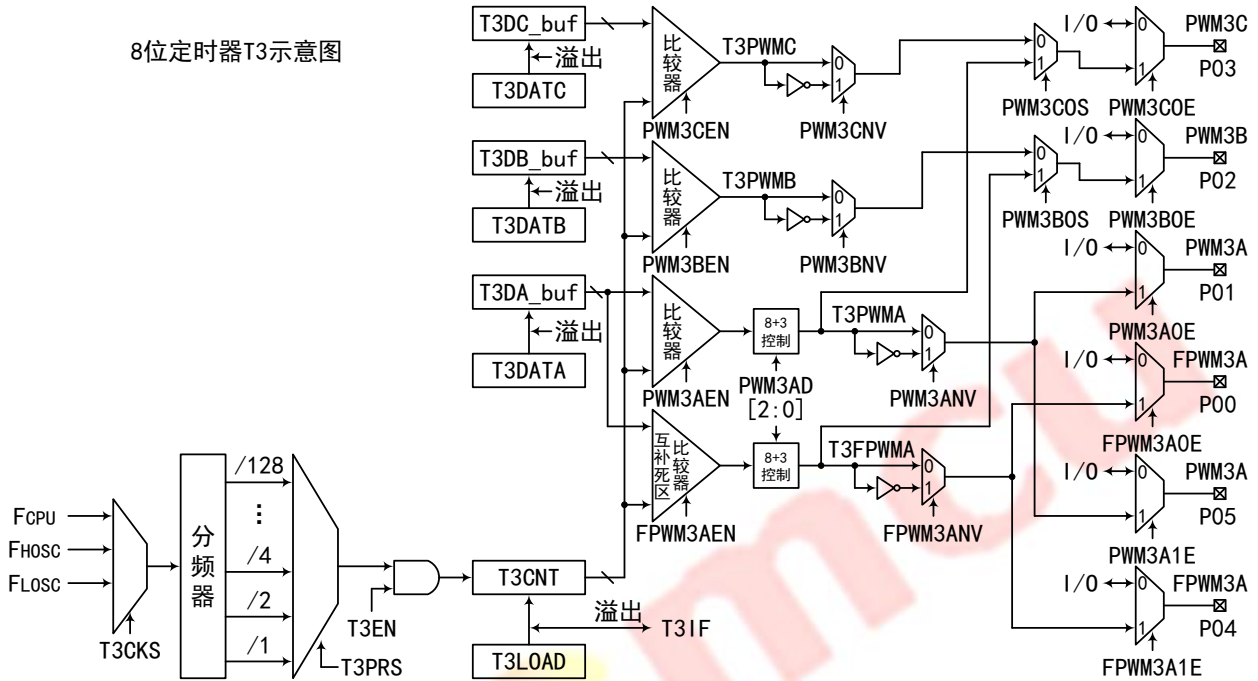 8位定时器T3示意图
T3DC_buf
溢出
T3DATC
比较器
PWM3CEN
T3PWMC
0
1
PWM3CNV
0
1
PWM3COS
I/O
0
1
PWM3COE
PWM3C
P03
T3DB_buf
溢出
T3DATB
比较器
PWM3BEN
T3PWMB
0
1
PWM3BNV
0
1
PWM3BOS
I/O
0
1
PWM3BOE
PWM3B
P02
T3DA_buf
溢出
T3DATA
比较器
PWM3AEN
8+3
控制
PWM3AD
[2:0]
T3PWMA
0
1
PWM3ANV
I/O
0
1
PWM3A0E
PWM3A
P01
互补死区
比较器
FPWM3AEN
8+3
控制
T3FPWMA
0
1
FPWM3ANV
I/O
0
1
FPWM3A0E
FPWM3A
P00
I/O
0
1
PWM3A1E
PWM3A
P05
I/O
0
1
FPWM3A1E
FPWM3A
P04
FCPU
FHOSC
FLOSC
T3CKS
分频器
/128
⋮
/4
/2
/1
T3PRS
T3EN
T3CNT
溢出
T3IF
T3LOAD
mcu